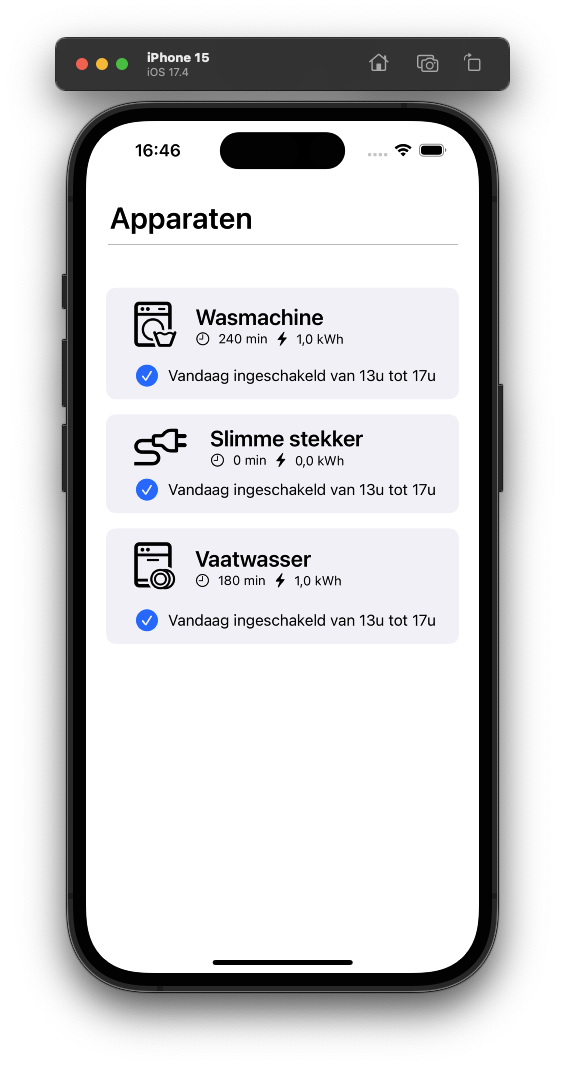 iPhone 15
iOS 17.4
16:46
Apparaten
Wasmachine
240 min 1,0 kWh
Vandaag ingeschakeld van 13u tot 17u
Slimme stekker
0 min 0,0 kWh
Vandaag ingeschakeld van 13u tot 17u
Vaatwasser
180 min 1,0 kWh
Vandaag ingeschakeld van 13u tot 17u